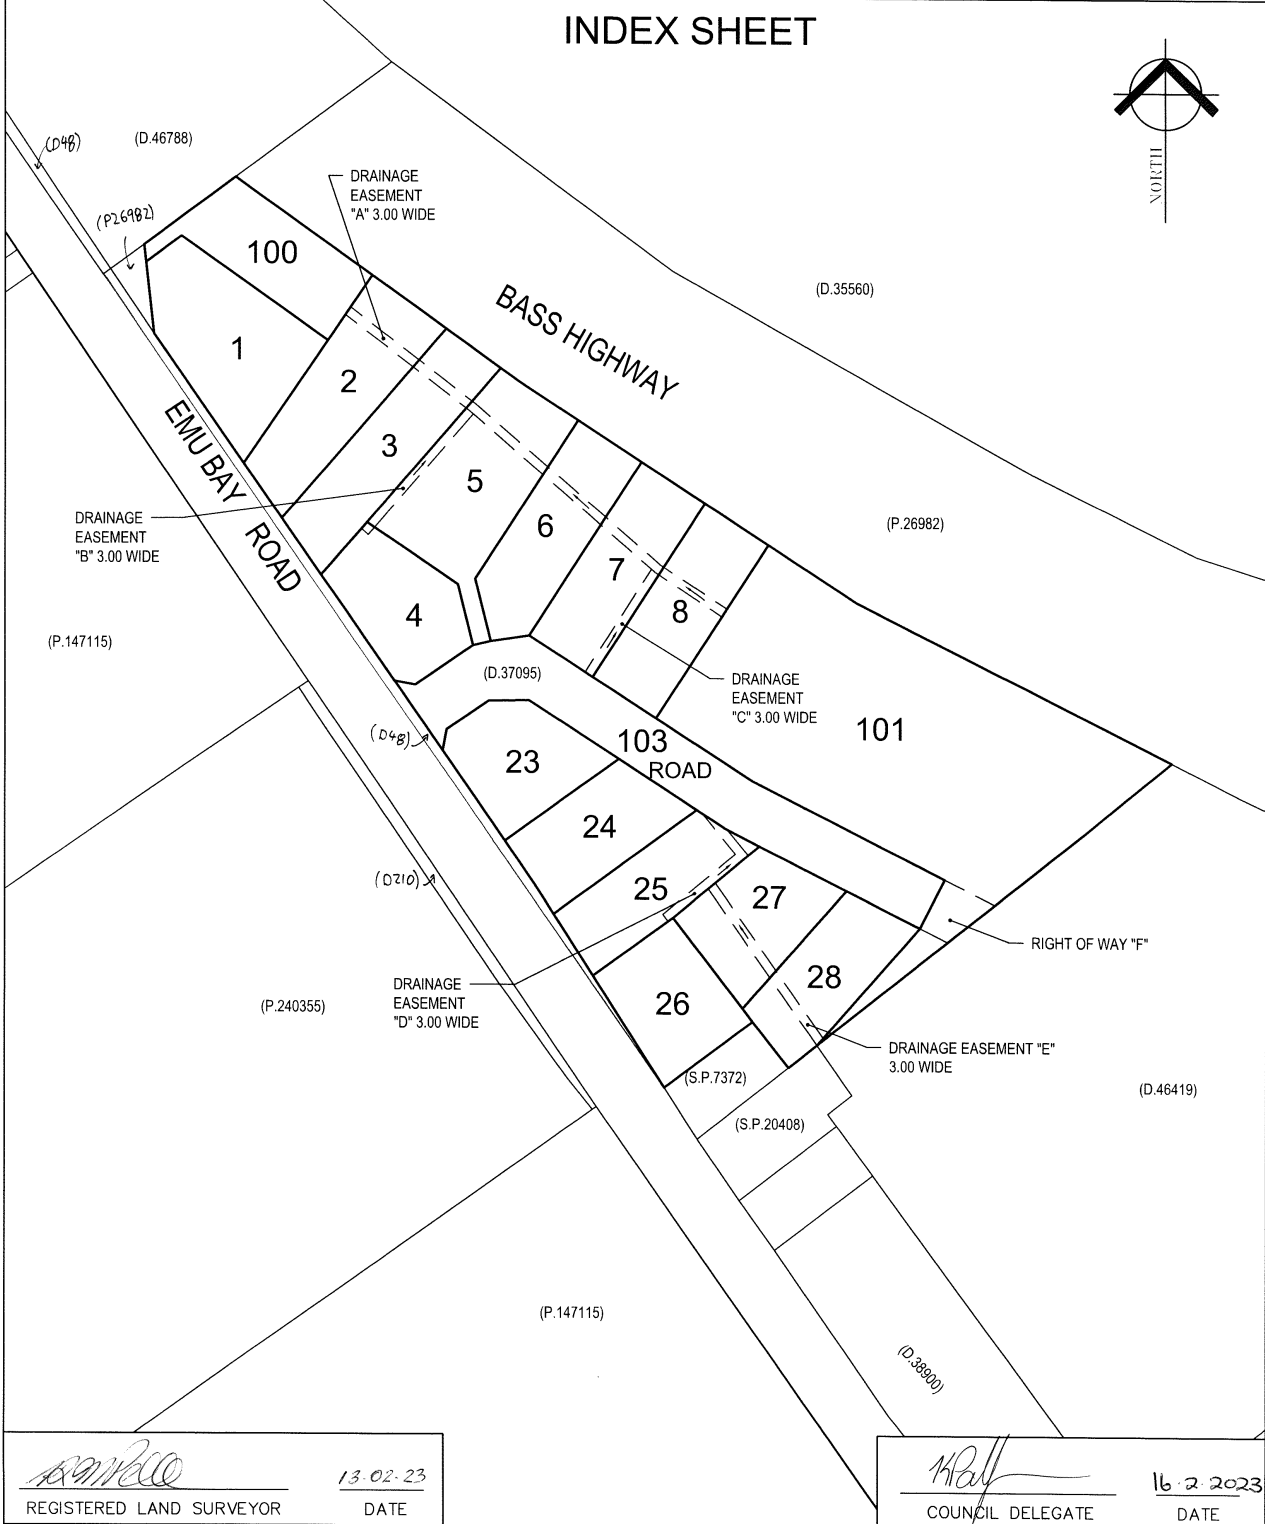 INDEX SHEET
NORTH
(D48)
(D.46788)
(P26982)
DRAINAGE
EASEMENT
"A" 3.00 WIDE
100
BASS HIGHWAY
(D.35560)
1
2
3
5
6
7
8
4
EMU BAY ROAD
DRAINAGE
EASEMENT
"B" 3.00 WIDE
(P.26982)
(P.147115)
(D.37095)
DRAINAGE
EASEMENT
"C" 3.00 WIDE
101
(D48)
103
ROAD
23
24
25
(D210)
27
RIGHT OF WAY "F"
28
26
DRAINAGE
EASEMENT
"D" 3.00 WIDE
(P.240355)
DRAINAGE EASEMENT "E"
3.00 WIDE
(S.P.7372)
(D.46419)
(S.P.20408)
(P.147115)
(D.38900)
13-02-23
REGISTERED LAND SURVEYOR
DATE
16-2-2023
COUNCIL DELEGATE
DATE